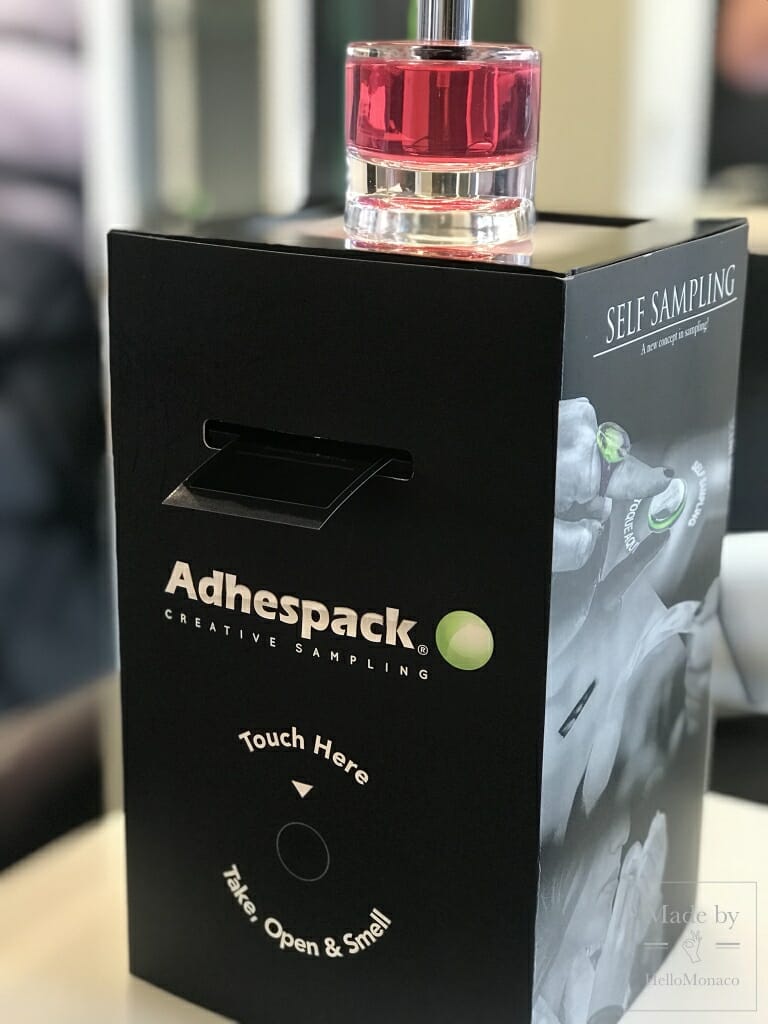 SELF SAMPLING
A new concept in sampling!
Adhespack®
CREATIVE SAMPLING
Touch Here
Take, Open & Smell
Made by
HelloMonaco